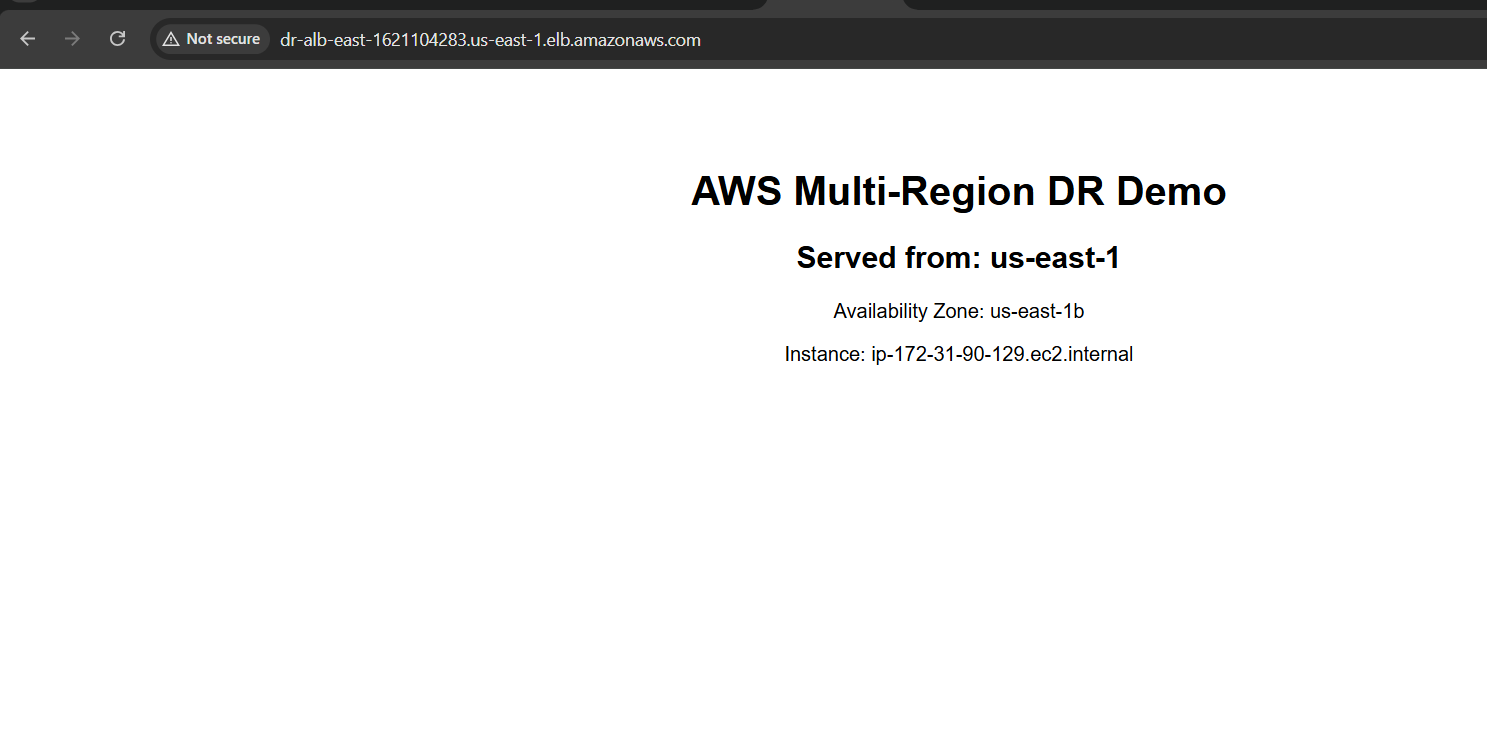 Not secure dr-alb-east-1621104283.us-east-1.elb.amazonaws.com
AWS Multi-Region DR Demo
Served from: us-east-1
Availability Zone: us-east-1b
Instance: ip-172-31-90-129.ec2.internal